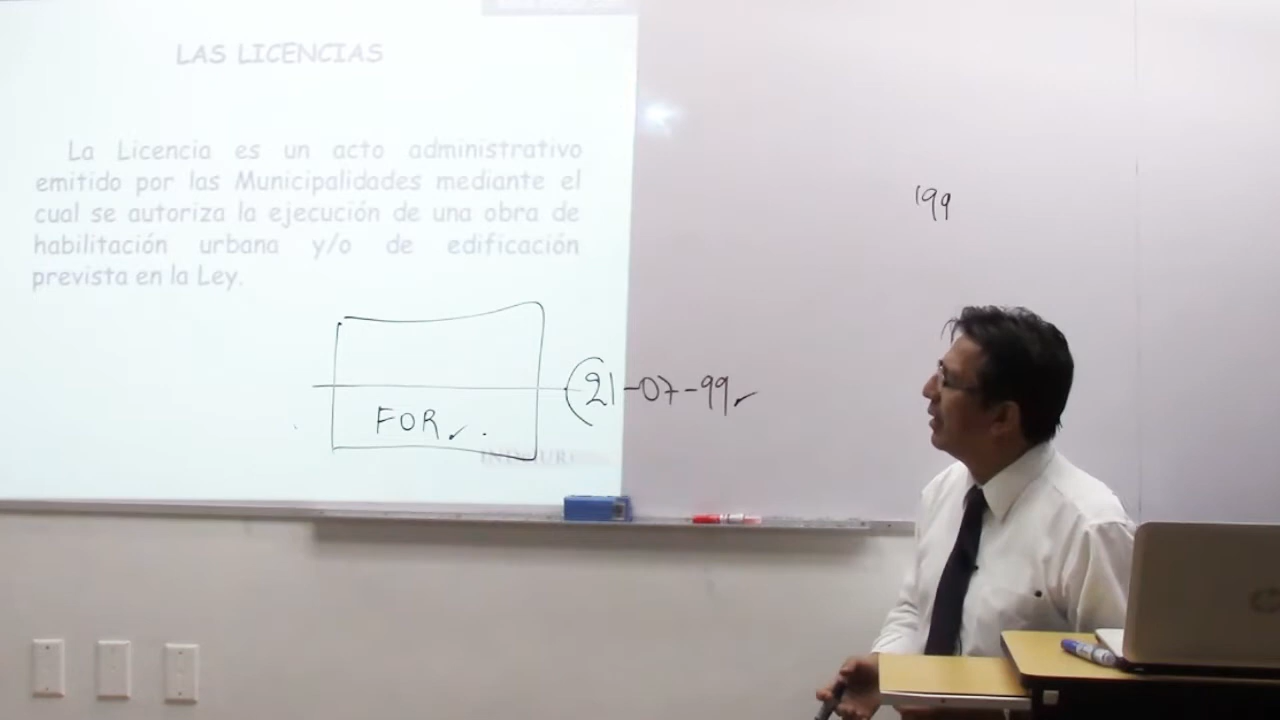 LAS LICENCIAS
La Licencia es un acto administrativo
emitido por las Municipalidades mediante el
cual se autoriza la ejecución de una obra de
habilitación urbana y/o de edificación
prevista en la Ley.
'99
(21-07-99
FOR